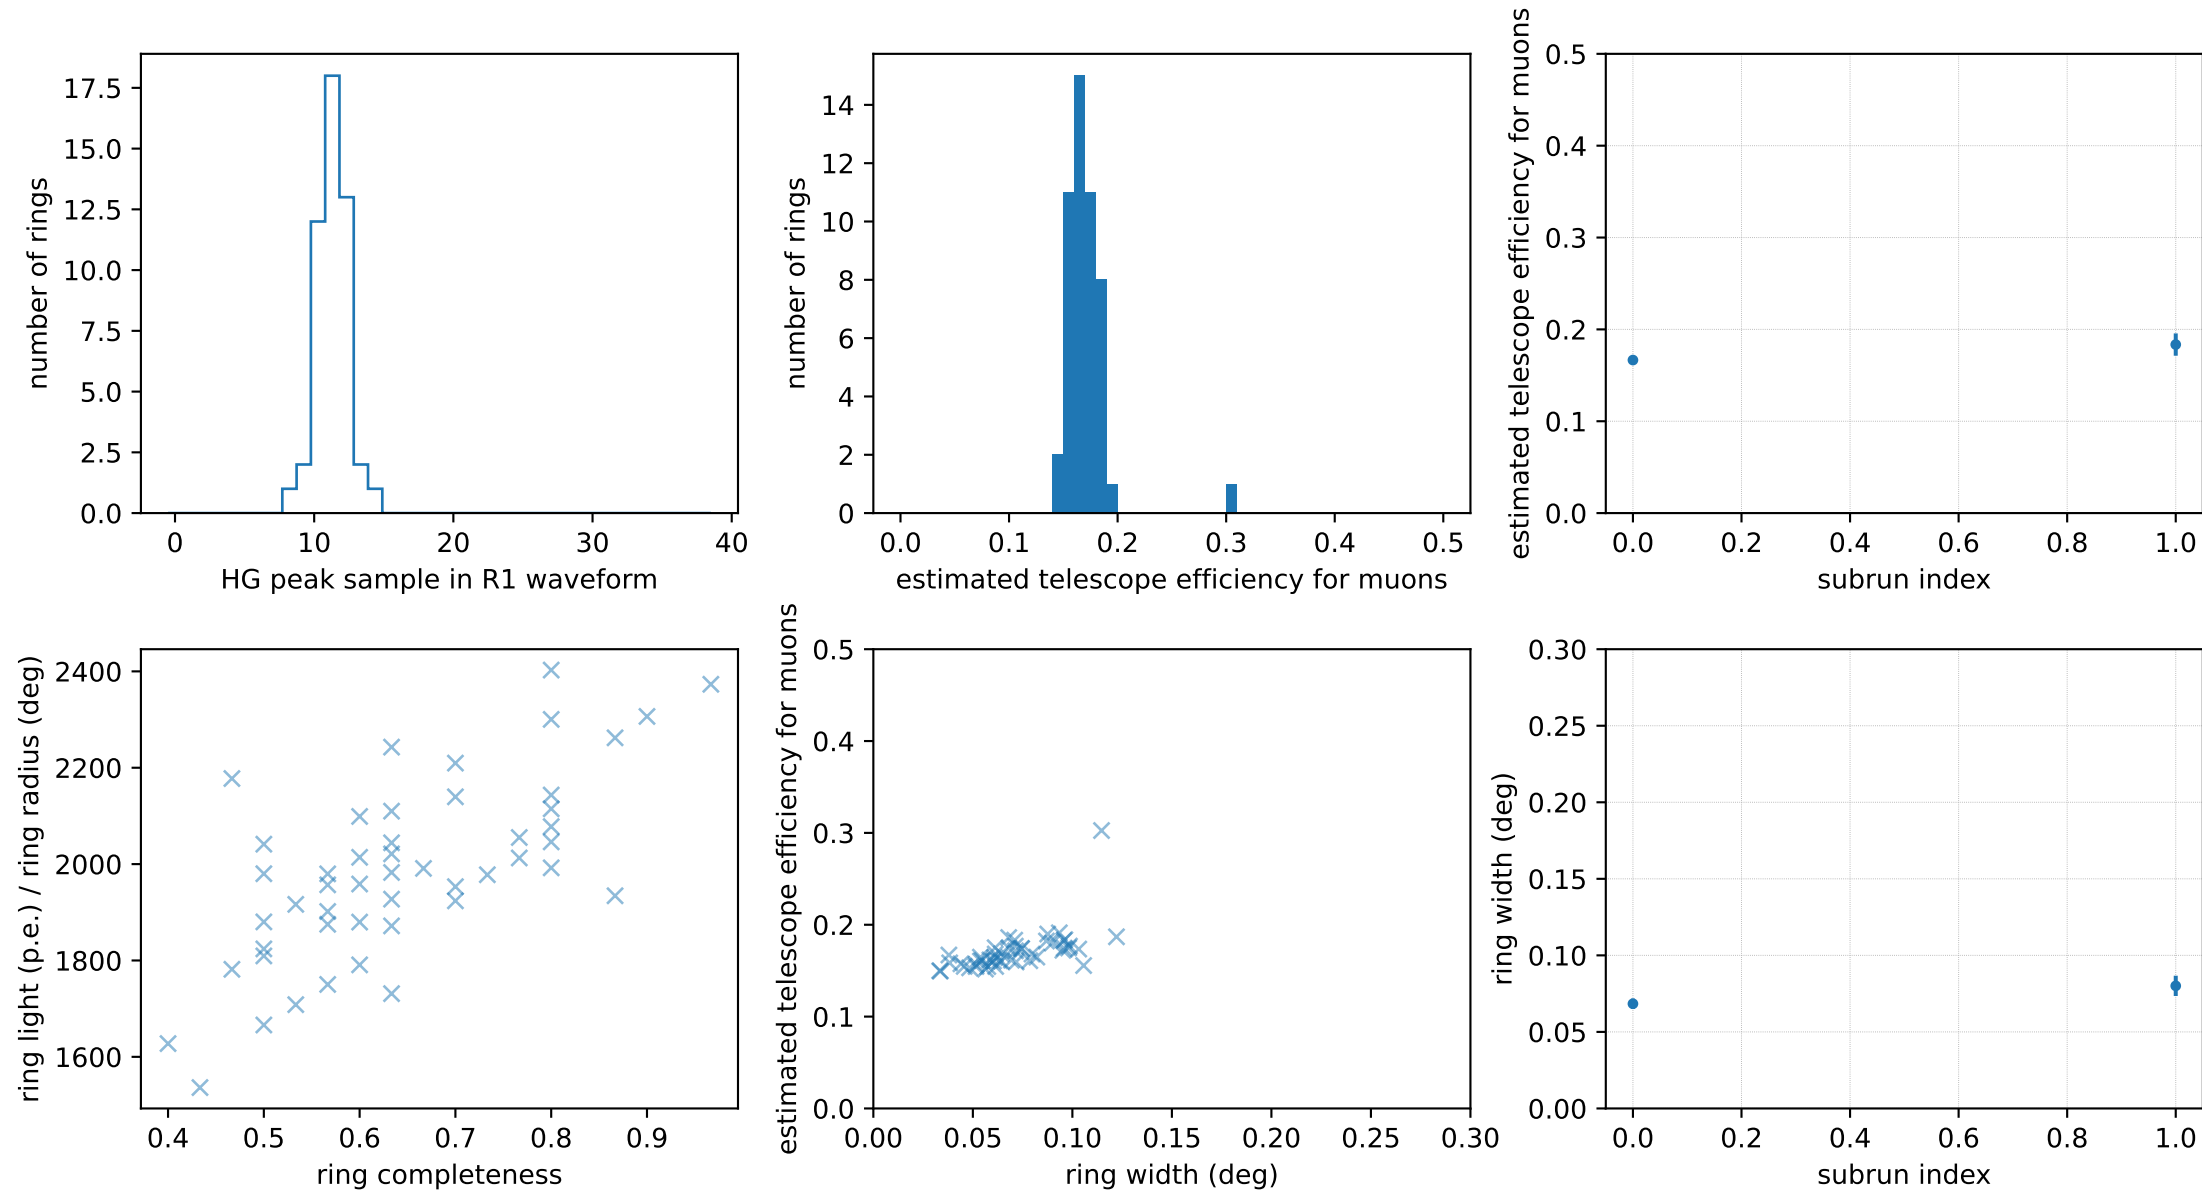 17.5
15.0
12.5
10.0
7.5
5.0
2.5
0.0
number of rings
0 10 20 30 40
HG peak sample in R1 waveform
14
12
10
8
6
4
2
0
number of rings
0.0 0.1 0.2 0.3 0.4 0.5
estimated telescope efficiency for muons
0.5
0.4
0.3
0.2
0.1
0.0
estimated telescope efficiency for muons
0.0 0.2 0.4 0.6 0.8 1.0
subrun index
2400
2200
2000
1800
1600
ring light (p.e.) / ring radius (deg)
0.4 0.5 0.6 0.7 0.8 0.9
ring completeness
0.5
0.4
0.3
0.2
0.1
0.0
estimated telescope efficiency for muons
0.00 0.05 0.10 0.15 0.20 0.25 0.30
ring width (deg)
0.30
0.25
0.20
0.15
0.10
0.05
0.00
ring width (deg)
0.0 0.2 0.4 0.6 0.8 1.0
subrun index